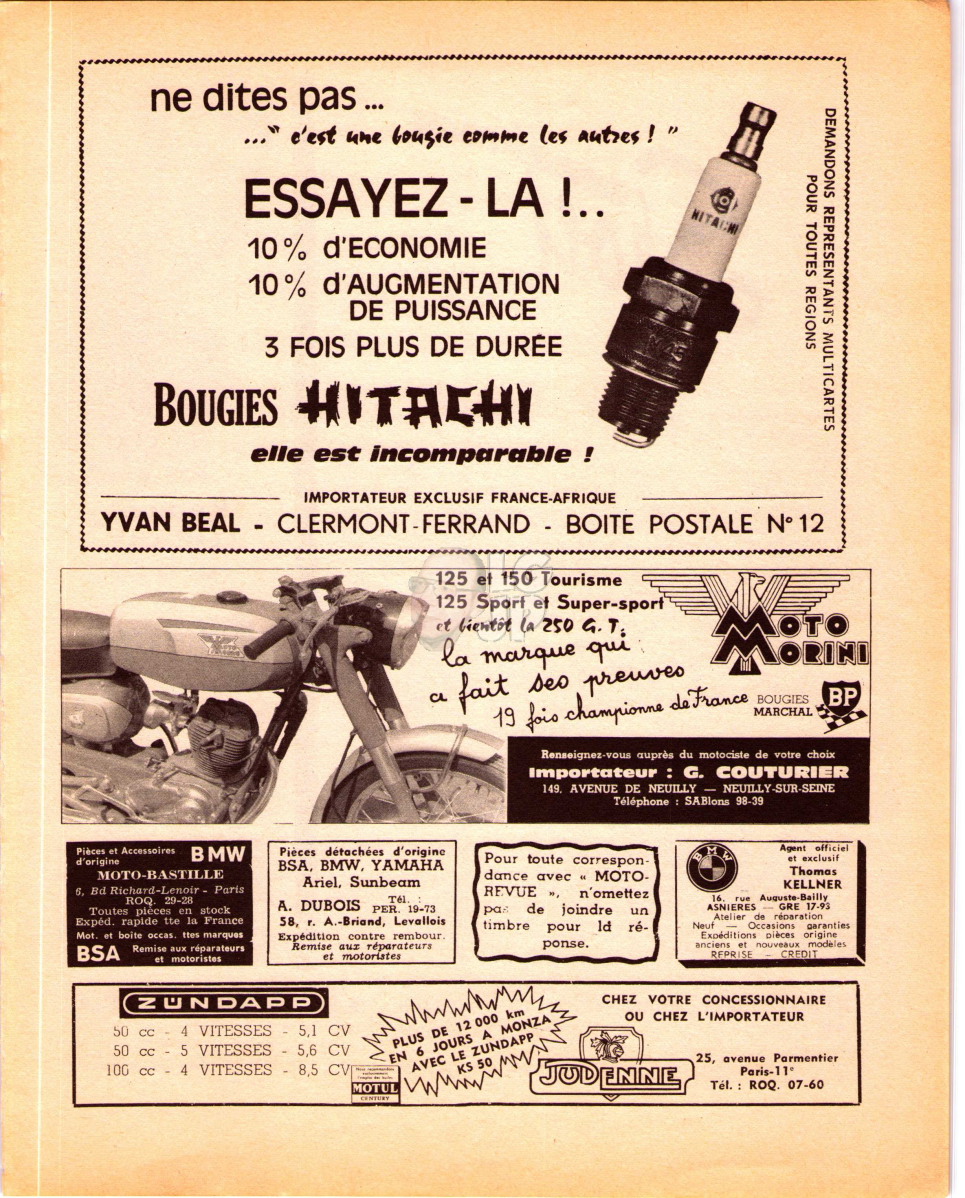 ne dites pas ...
..." c'est une bougie comme les autres ! "
ESSAYEZ - LA !..
10 % d'ECONOMIE
10 % d'AUGMENTATION
DE PUISSANCE
3 FOIS PLUS DE DURÉE
BOUGIES HITACHI
elle est incomparable !
HITACHI
DEMANDONS REPRESENTANTS MULTICARTES
POUR TOUTES REGIONS
IMPORTATEUR EXCLUSIF FRANCE-AFRIQUE
YVAN BEAL - CLERMONT-FERRAND - BOITE POSTALE N° 12
125 et 150 Tourisme
125 Sport et Super-sport
et bientôt la 250 G. T.
la marque qui
a fait ses preuves
19 fois championne de France
MOTO
MORINI
BOUGIES
MARCHAL
BP
Renseignez-vous auprès du motociste de votre choix
Importateur : G. COUTURIER
149, AVENUE DE NEUILLY — NEUILLY-SUR-SEINE
Téléphone : SABlons 98-39
Pièces et Accessoires
d'origine BMW
MOTO-BASTILLE
6, Bd Richard-Lenoir - Paris
ROQ. 29-28
Toutes pièces en stock
Expéd. rapide tte la France
Mot. et boite occas. ttes marques
BSA Remise aux réparateurs
et motoristes
Pièces détachées d'origine
BSA, BMW, YAMAHA
Ariel, Sunbeam
A. DUBOIS Tél. :
PER. 19-73
58, r. A.-Briand, Levallois
Expédition contre rembour.
Remise aux réparateurs
et motoristes
Pour toute correspon-
dance avec « MOTO-
REVUE », n'omettez
pas de joindre un
timbre pour la ré-
ponse.
BMW
Agent officiel
et exclusif
Thomas
KELLNER
16, rue Auguste-Bailly
ASNIERES — GRE 17-93
Atelier de réparation
Neuf — Occasions garanties
Expéditions pièces origine
anciens et nouveaux modèles
REPRISE - CREDIT
ZÜNDAPP
50 cc - 4 VITESSES - 5,1 CV
50 cc - 5 VITESSES - 5,6 CV
100 cc - 4 VITESSES - 8,5 CV
MOTUL
CENTURY
PLUS DE 12 000 km
EN 6 JOURS A MONZA
AVEC LE ZUNDAPP
KS 50
CHEZ VOTRE CONCESSIONNAIRE
OU CHEZ L'IMPORTATEUR
JUDENNE
25, avenue Parmentier
Paris-11e
Tél. : ROQ. 07-60